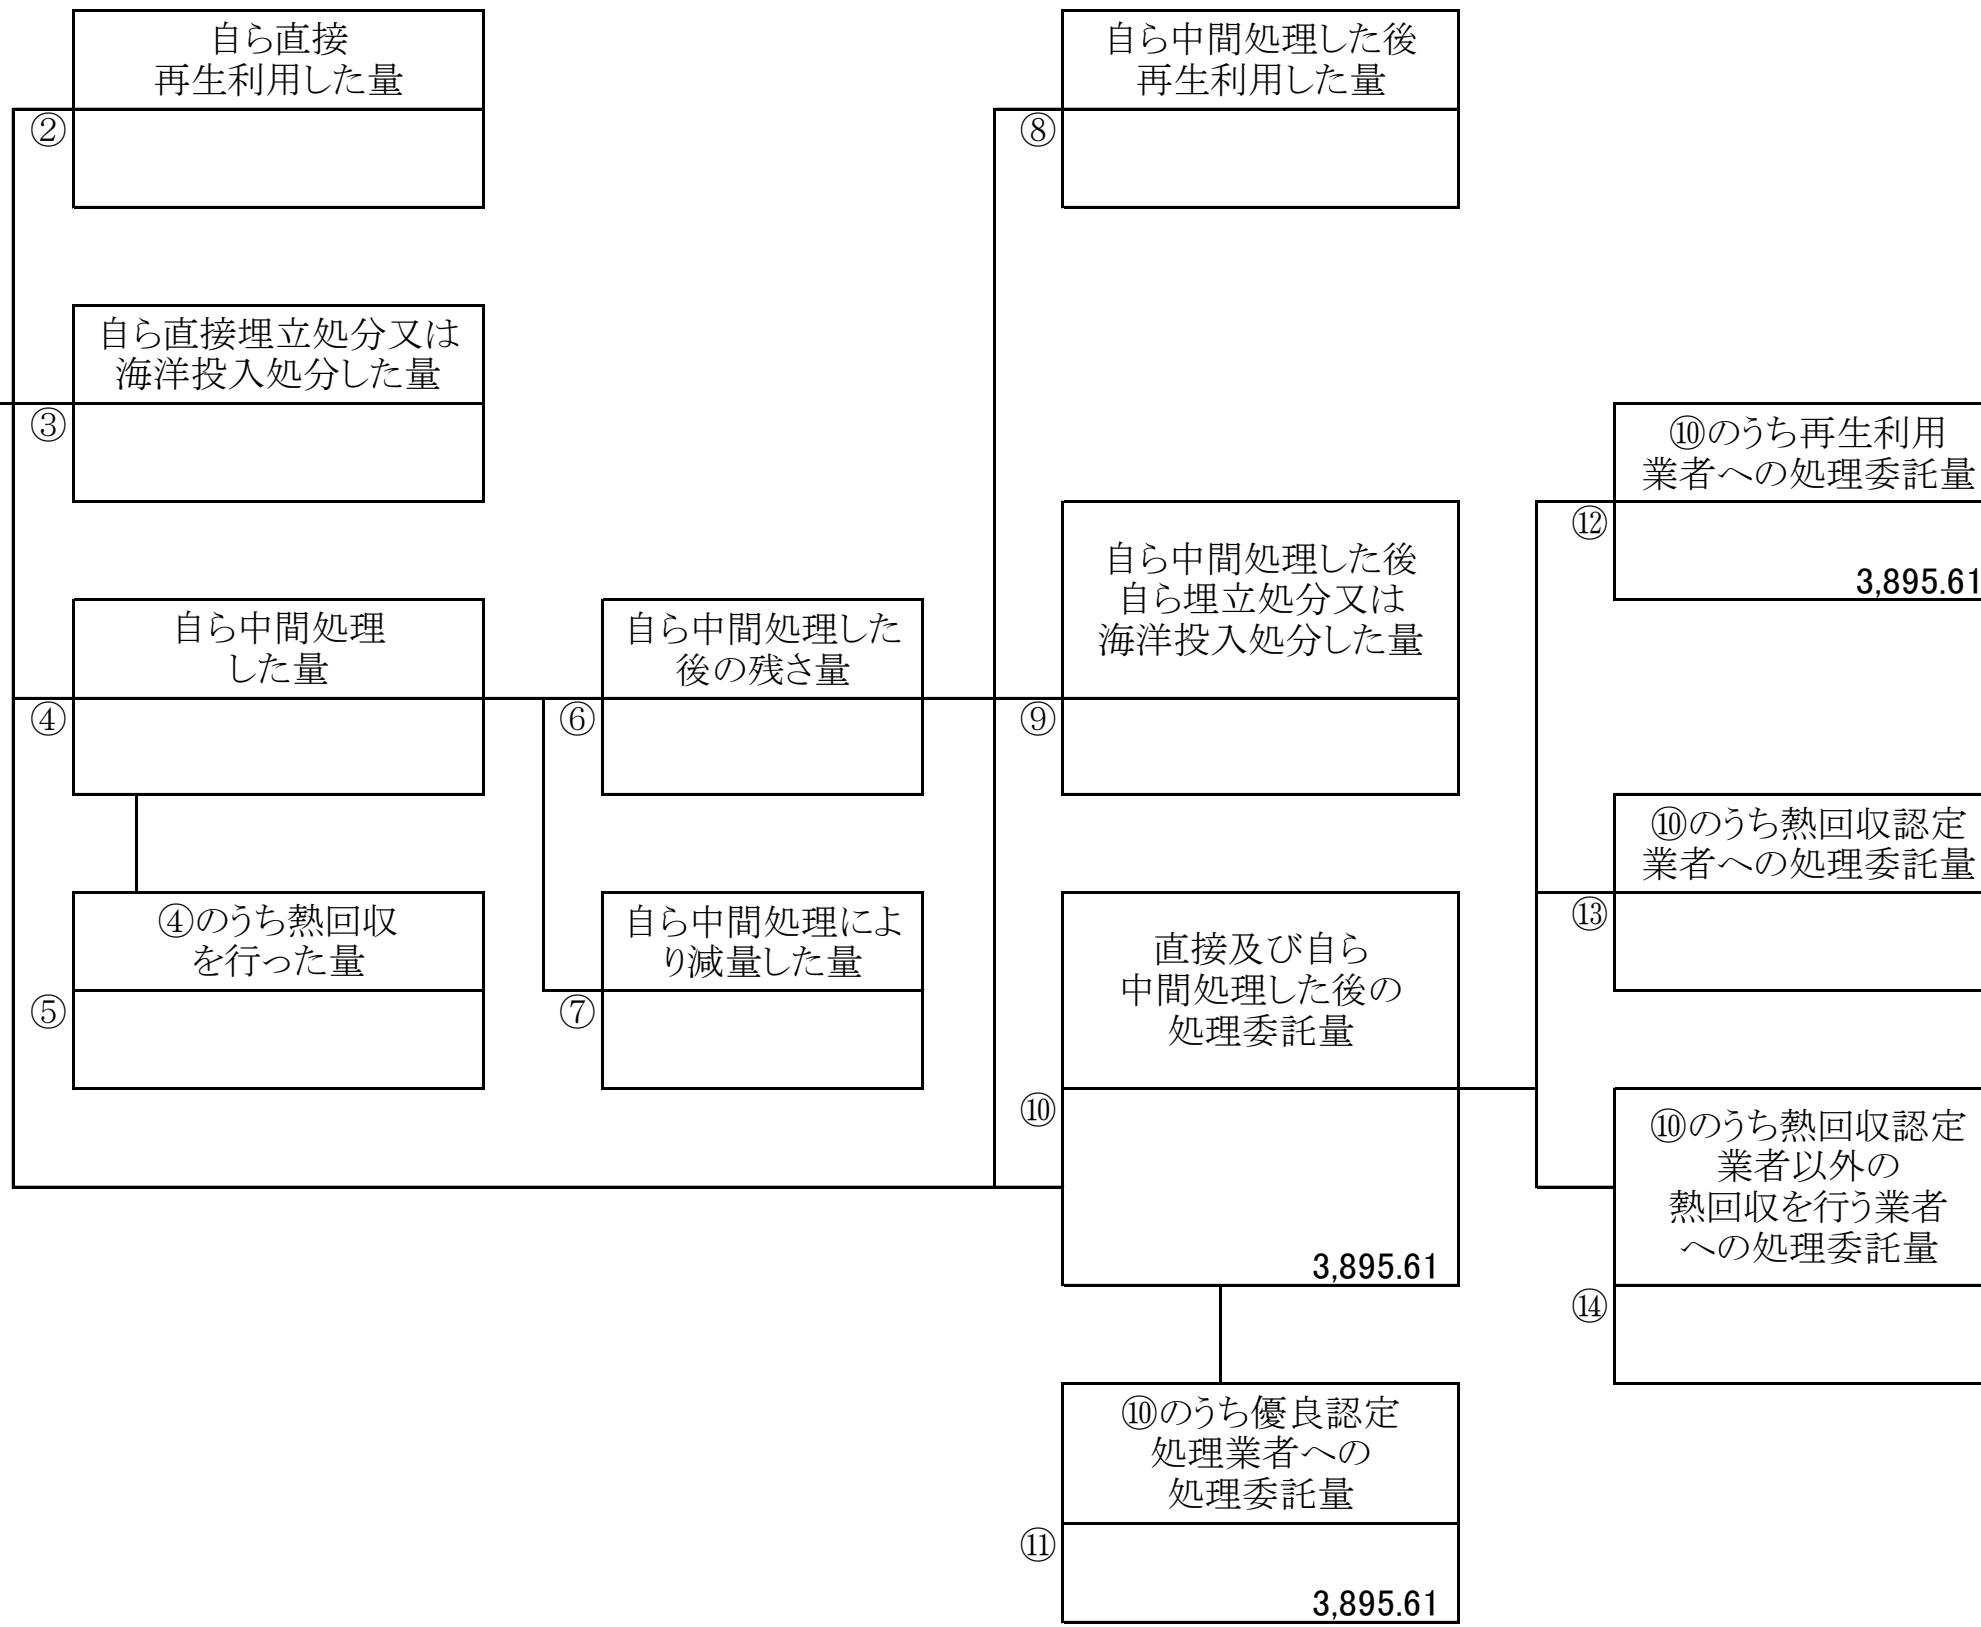 自ら直接
再生利用した量
②
自ら直接埋立処分又は
海洋投入処分した量
③
自ら中間処理
した量
④
④のうち熱回収
を行った量
⑤
自ら中間処理した
後の残さ量
⑥
自ら中間処理によ
り減量した量
⑦
自ら中間処理した後
再生利用した量
⑧
自ら中間処理した後
自ら埋立処分又は
海洋投入処分した量
⑨
直接及び自ら
中間処理した後の
処理委託量
⑩
3,895.61
⑩のうち優良認定
処理業者への
処理委託量
⑪
3,895.61
⑩のうち再生利用
業者への処理委託量
⑫
3,895.61
⑩のうち熱回収認定
業者への処理委託量
⑬
⑩のうち熱回収認定
業者以外の
熱回収を行う業者
への処理委託量
⑭